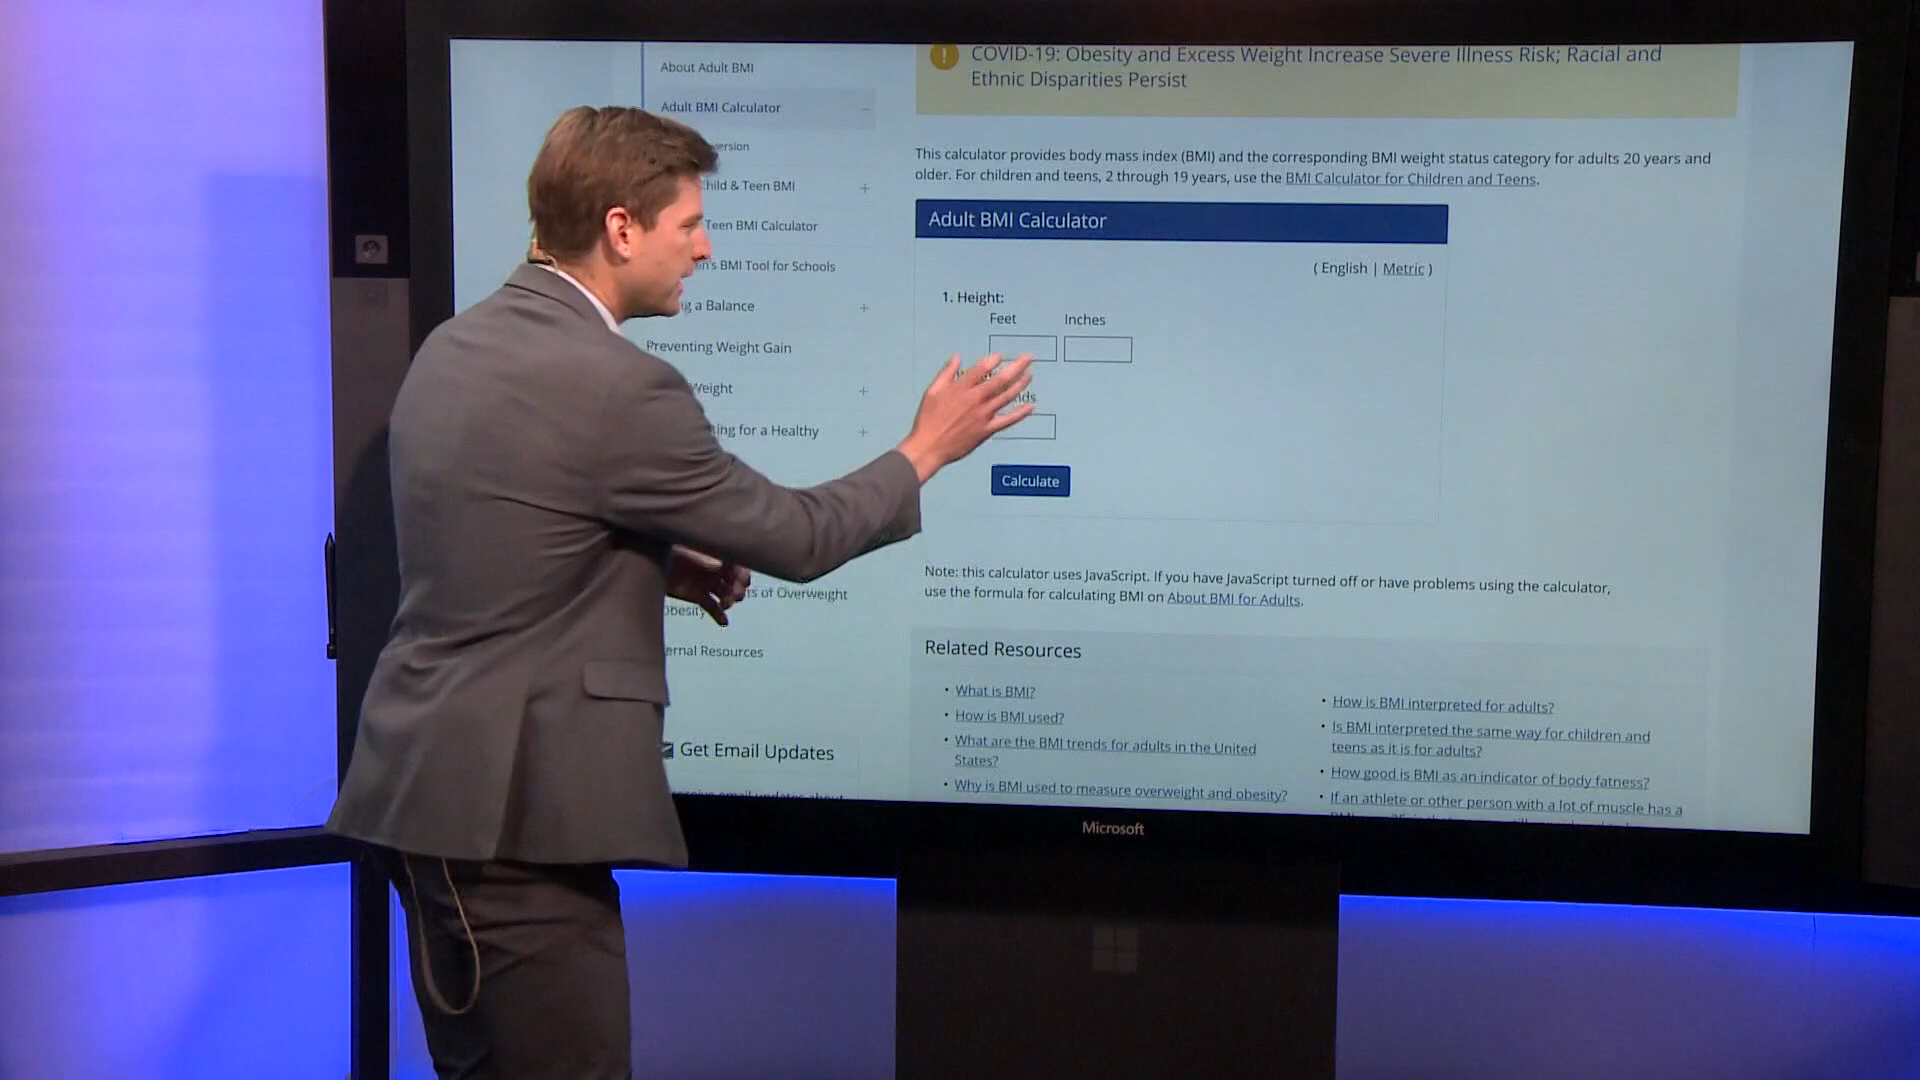 About Adult BMI
Adult BMI Calculator
Child & Teen BMI
Teen BMI Calculator
BMI Tool for Schools
a Balance
Preventing Weight Gain
Weight
for a Healthy
of Overweight
Resources
Get Email Updates
email updates about
COVID-19: Obesity and Excess Weight Increase Severe Illness Risk; Racial and
Ethnic Disparities Persist
This calculator provides body mass index (BMI) and the corresponding BMI weight status category for adults 20 years and
older. For children and teens, 2 through 19 years, use the BMI Calculator for Children and Teens.
Adult BMI Calculator
( English | Metric )
1. Height:
Feet Inches
Calculate
Note: this calculator uses JavaScript. If you have JavaScript turned off or have problems using the calculator,
use the formula for calculating BMI on About BMI for Adults.
Related Resources
• What is BMI?
• How is BMI used?
• What are the BMI trends for adults in the United
States?
• Why is BMI used to measure overweight and obesity?
• How is BMI interpreted for adults?
• Is BMI interpreted the same way for children and
teens as it is for adults?
• How good is BMI as an indicator of body fatness?
• If an athlete or other person with a lot of muscle has a
Microsoft